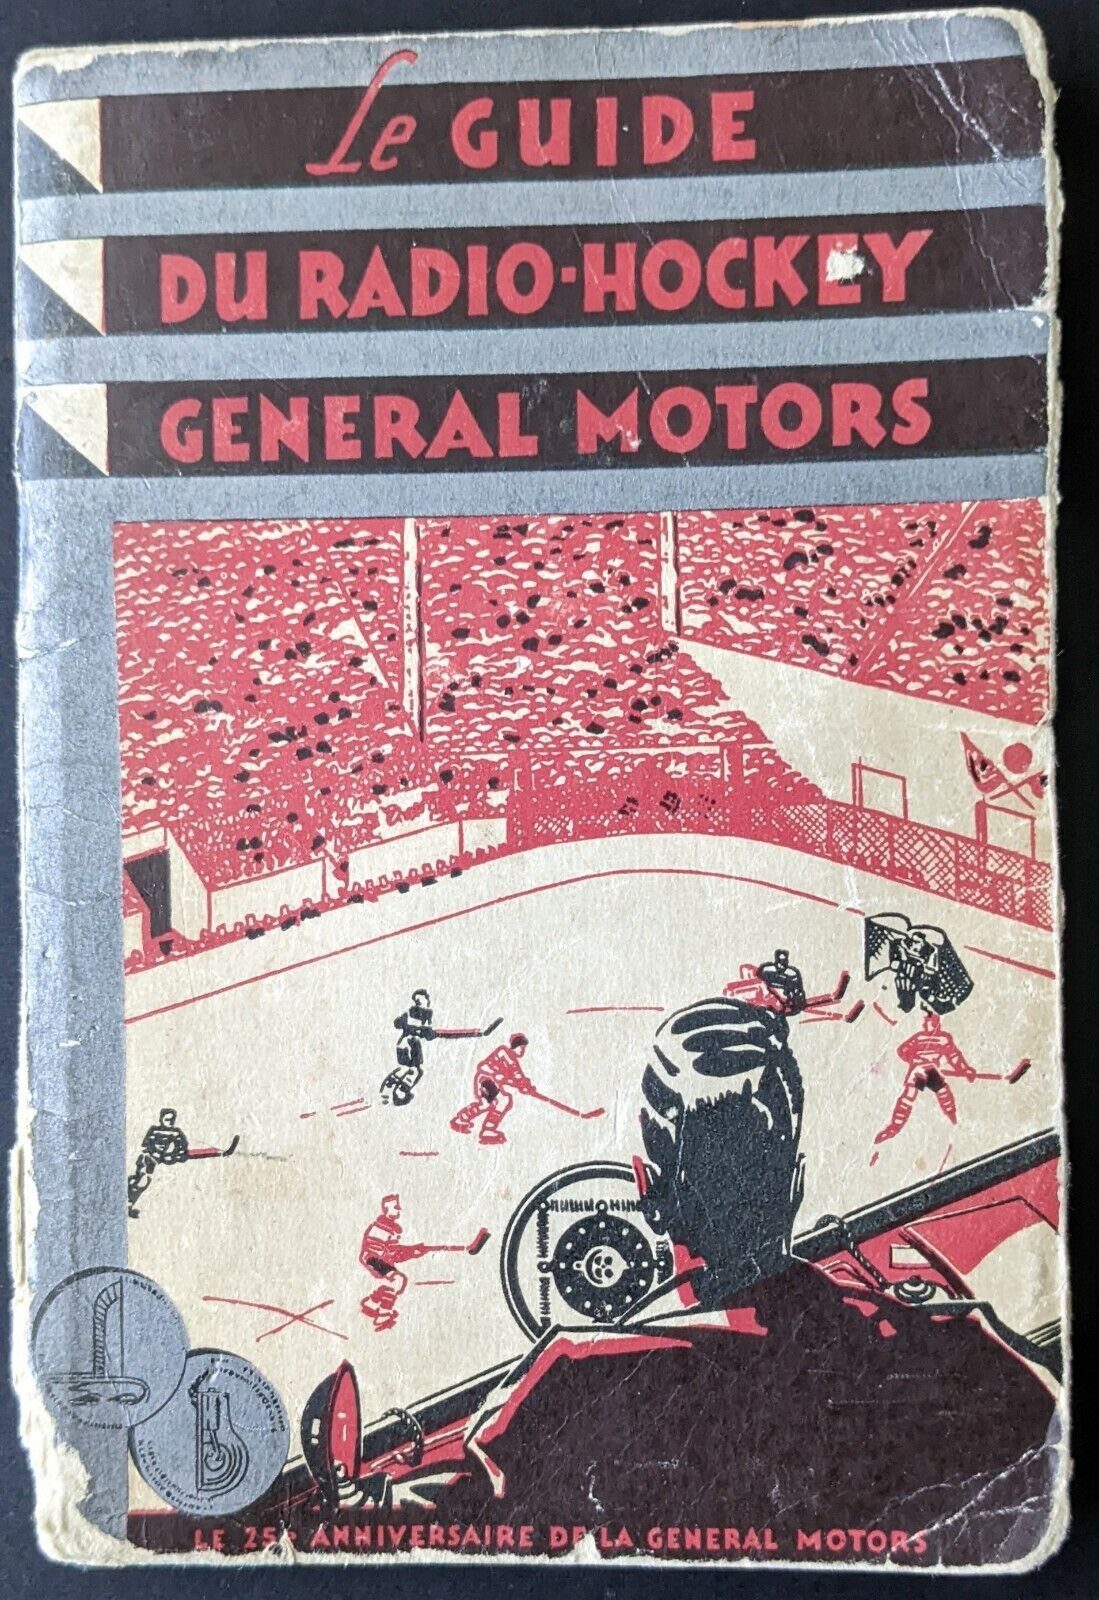 Le GUIDE
DU RADIO-HOCKEY
GENERAL MOTORS
LE 25e ANNIVERSAIRE DE LA GENERAL MOTORS